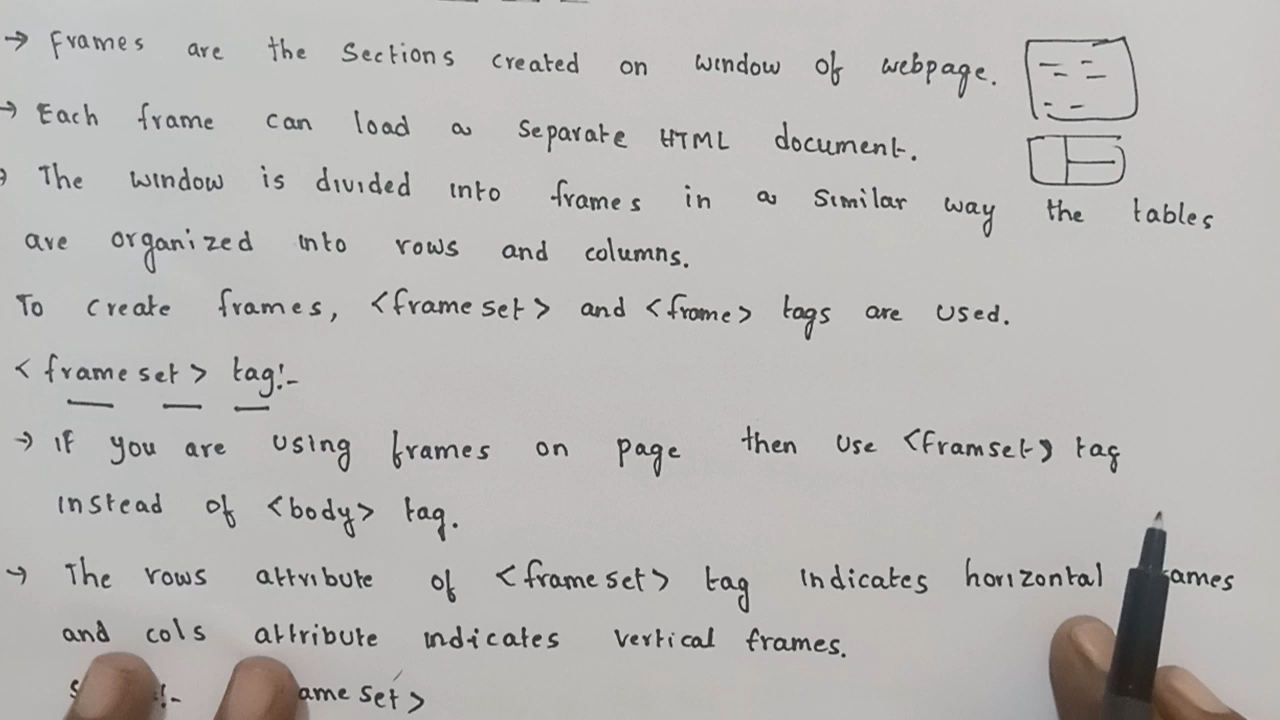 → Frames are the Sections created on window of webpage.
→ Each frame can load a separate HTML document.
→ The window is divided into frames in a similar way the tables
are organized into rows and columns.
To create frames, <frameset> and <frame> tags are used.
<frameset> tag:-
→ If you are using frames on page then use <framset> tag
instead of <body> tag.
→ The rows attribute of <frameset> tag indicates horizontal ames
and cols attribute indicates vertical frames.
ameset>